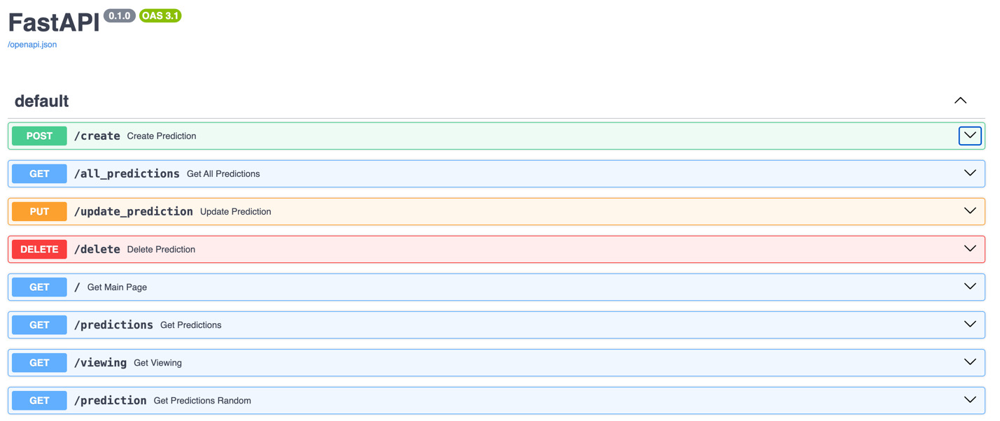 FastAPI 0.1.0 OAS 3.1
/openapi.json
default
POST /create Create Prediction
GET /all_predictions Get All Predictions
PUT /update_prediction Update Prediction
DELETE /delete Delete Prediction
GET / Get Main Page
GET /predictions Get Predictions
GET /viewing Get Viewing
GET /prediction Get Predictions Random